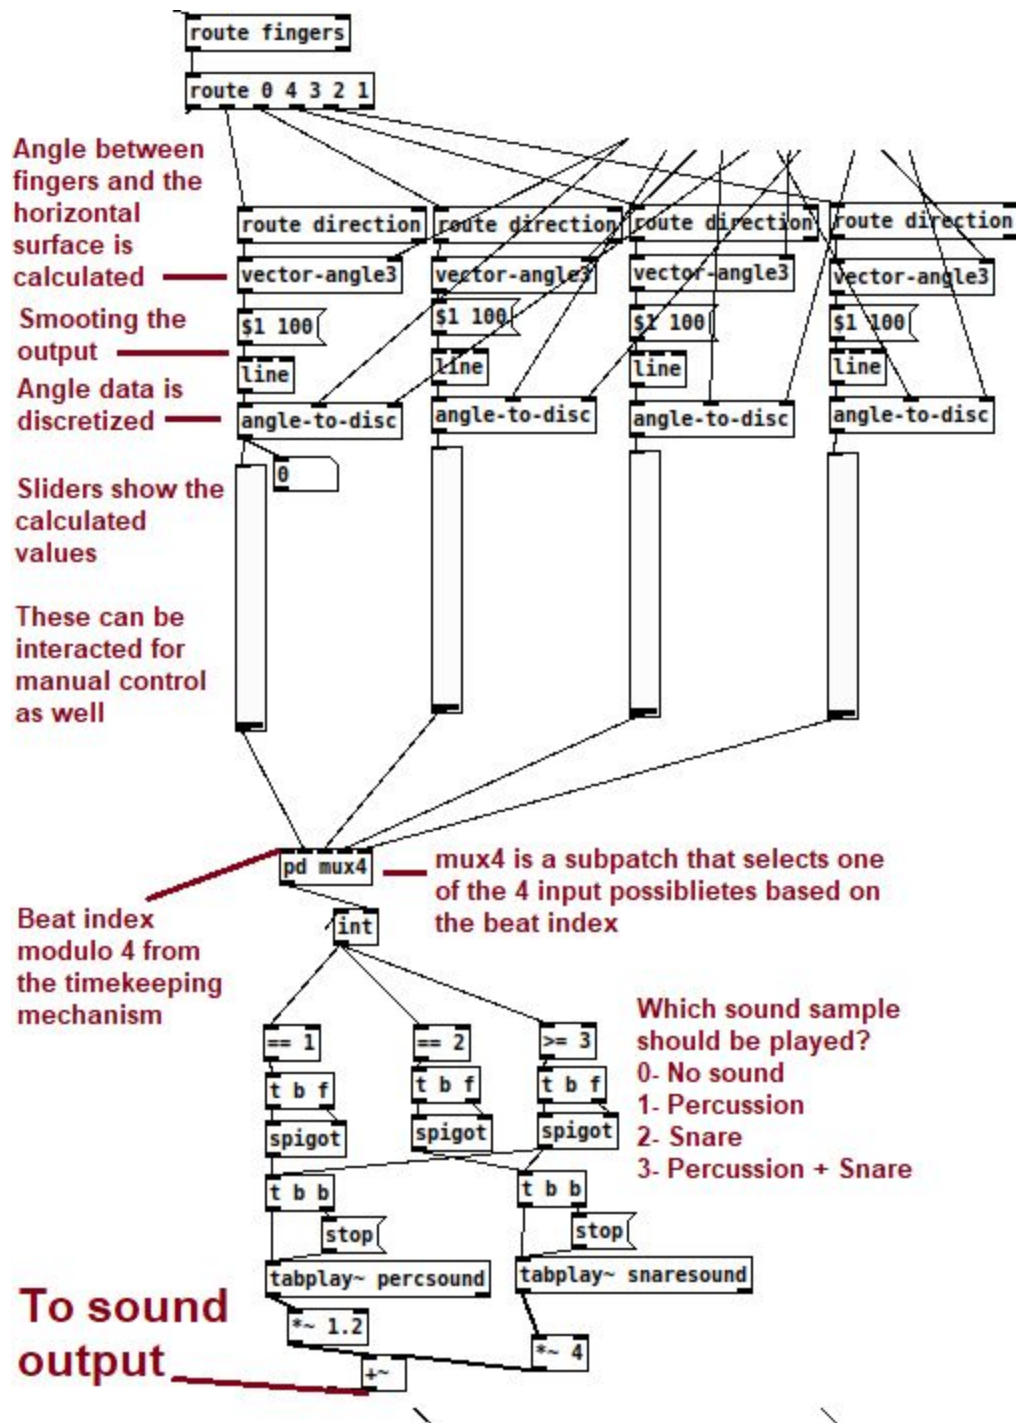 route fingers
route 0 4 3 2 1
Angle between
fingers and the
horizontal
surface is
calculated
route direction
route direction
route direction
route direction
vector-angle3
vector-angle3
vector-angle3
vector-angle3
Smooting the
output
$1 100
$1 100
$1 100
$1 100
line
line
line
line
Angle data is
discretized
angle-to-disc
angle-to-disc
angle-to-disc
angle-to-disc
0
Sliders show the
calculated
values
These can be
interacted for
manual control
as well
pd mux4
mux4 is a subpatch that selects one
of the 4 input possiblietes based on
the beat index
Beat index
modulo 4 from
the timekeeping
mechanism
int
== 1
== 2
>= 3
t b f
t b f
t b f
spigot
spigot
spigot
Which sound sample
should be played?
0- No sound
1- Percussion
2- Snare
3- Percussion + Snare
t b b
t b b
stop
stop
tabplay~ percsound
tabplay~ snaresound
*~ 1.2
*~ 4
+~
To sound
output